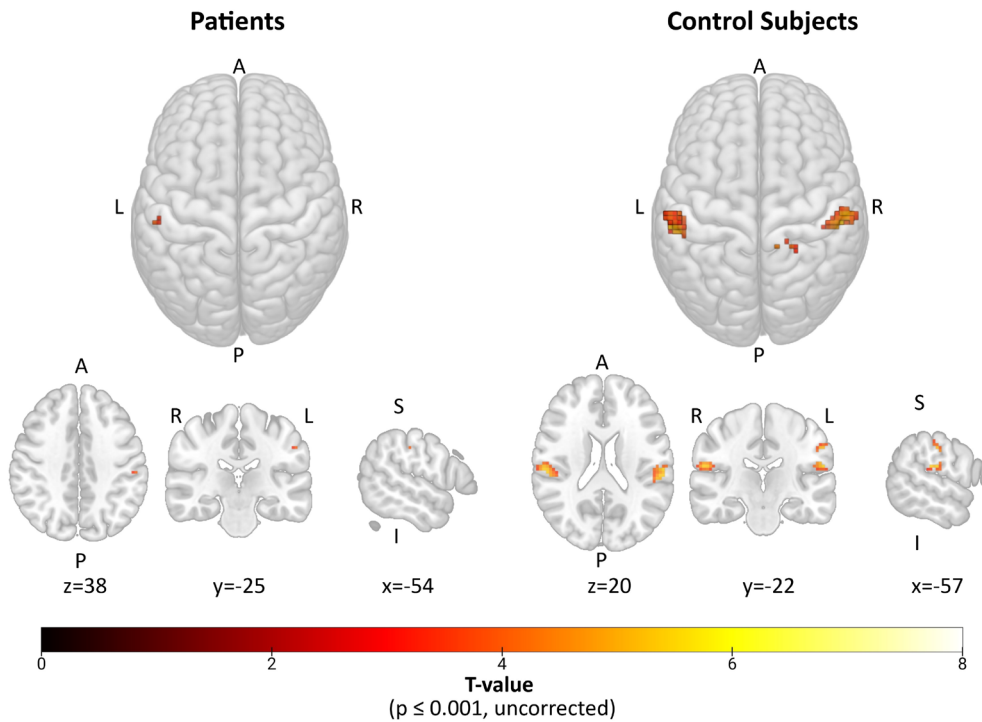 Patients
Control Subjects
A
A
L
R
L
R
P
P
A
R
L
S
A
R
L
S
P
I
P
I
z=38
y=-25
x=-54
z=20
y=-22
x=-57
0
2
4
6
8
T-value
(p ≤ 0.001, uncorrected)